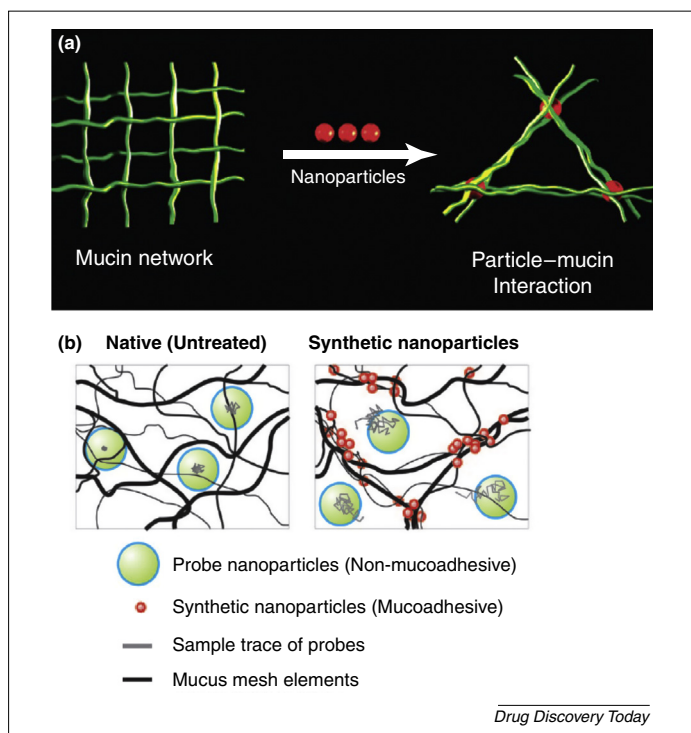 (a)
Nanoparticles
Mucin network
Particle–mucin
Interaction
(b) Native (Untreated) Synthetic nanoparticles
Probe nanoparticles (Non-mucoadhesive)
Synthetic nanoparticles (Mucoadhesive)
Sample trace of probes
Mucus mesh elements
Drug Discovery Today